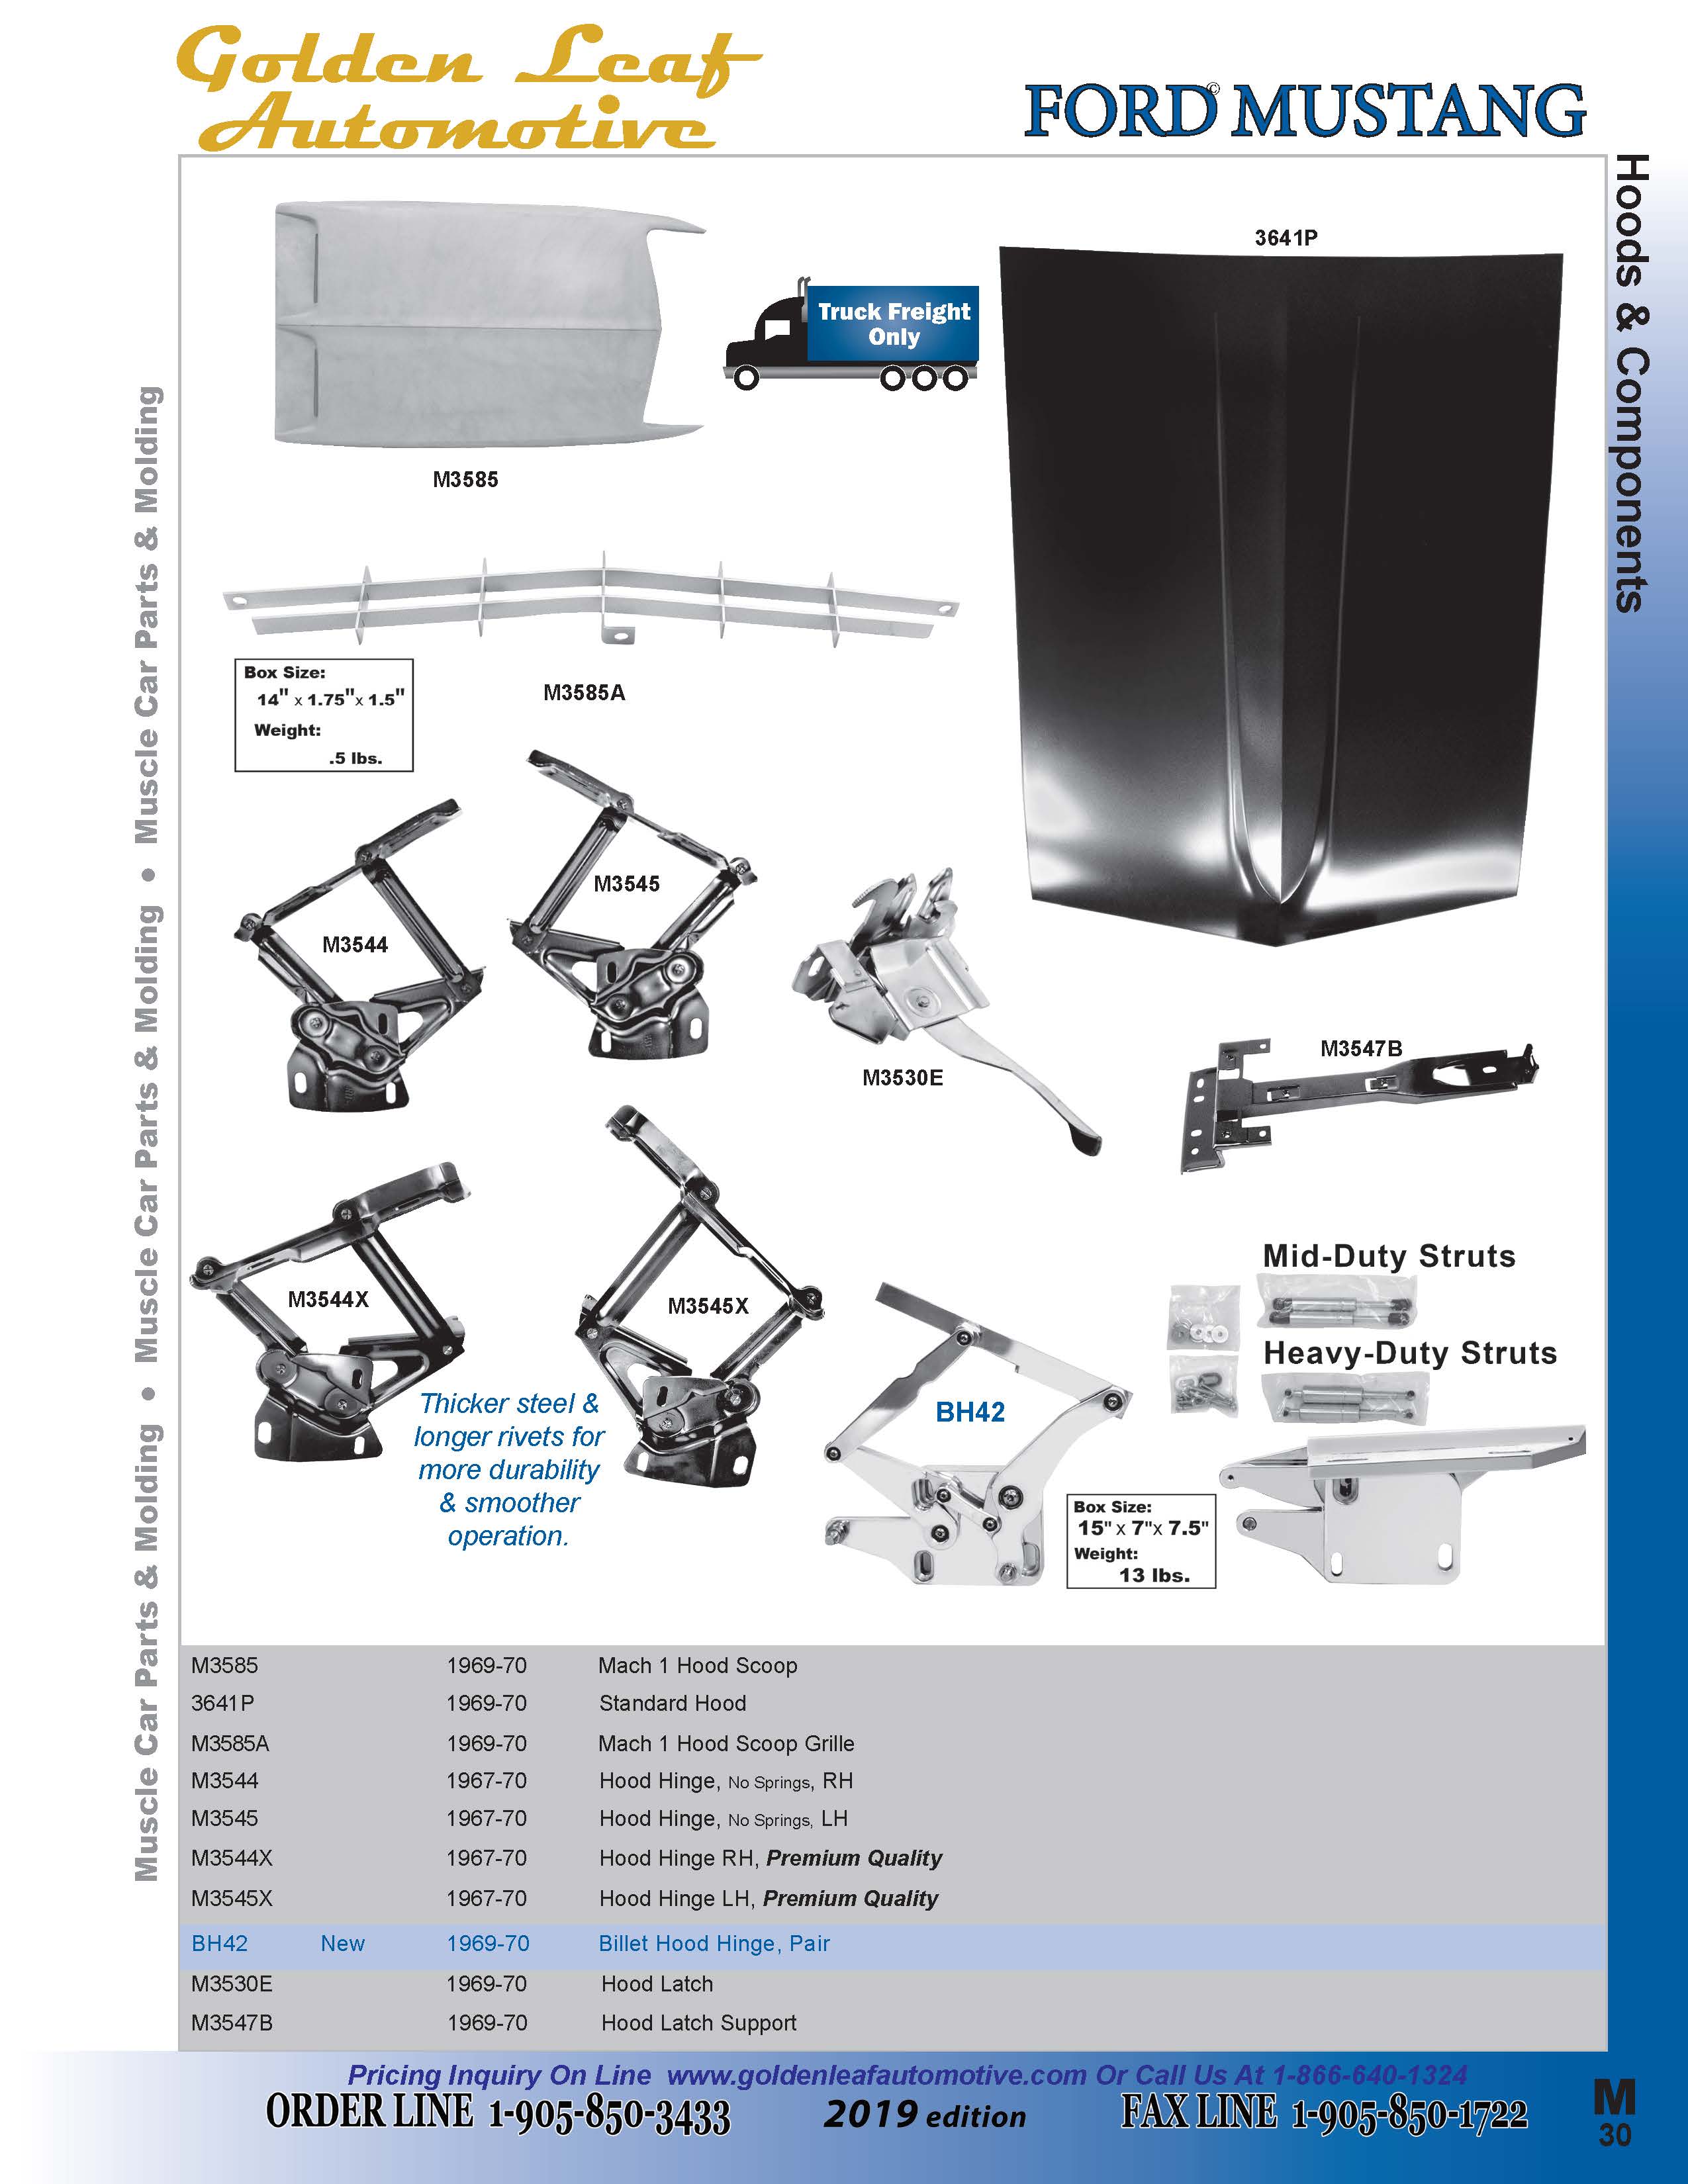 Golden Leaf
Automotive
FORD© MUSTANG
Hoods & Components
Muscle Car Parts & Molding • Muscle Car Parts & Molding • Muscle Car Parts & Molding
3641P
Truck Freight
Only
M3585
M3585A
Box Size:
14" x 1.75"x 1.5"
Weight:
.5 lbs.
M3545
M3544
M3530E
M3547B
M3544X
M3545X
Mid-Duty Struts
Heavy-Duty Struts
BH42
Thicker steel &
longer rivets for
more durability
& smoother
operation.
Box Size:
15" x 7"x 7.5"
Weight:
13 lbs.
M3585 1969-70 Mach 1 Hood Scoop
3641P 1969-70 Standard Hood
M3585A 1969-70 Mach 1 Hood Scoop Grille
M3544 1967-70 Hood Hinge, No Springs, RH
M3545 1967-70 Hood Hinge, No Springs, LH
M3544X 1967-70 Hood Hinge RH, Premium Quality
M3545X 1967-70 Hood Hinge LH, Premium Quality
BH42 New 1969-70 Billet Hood Hinge, Pair
M3530E 1969-70 Hood Latch
M3547B 1969-70 Hood Latch Support
Pricing Inquiry On Line www.goldenleafautomotive.com Or Call Us At 1-866-640-1324
ORDER LINE 1-905-850-3433 2019 edition FAX LINE 1-905-850-1722
M
30